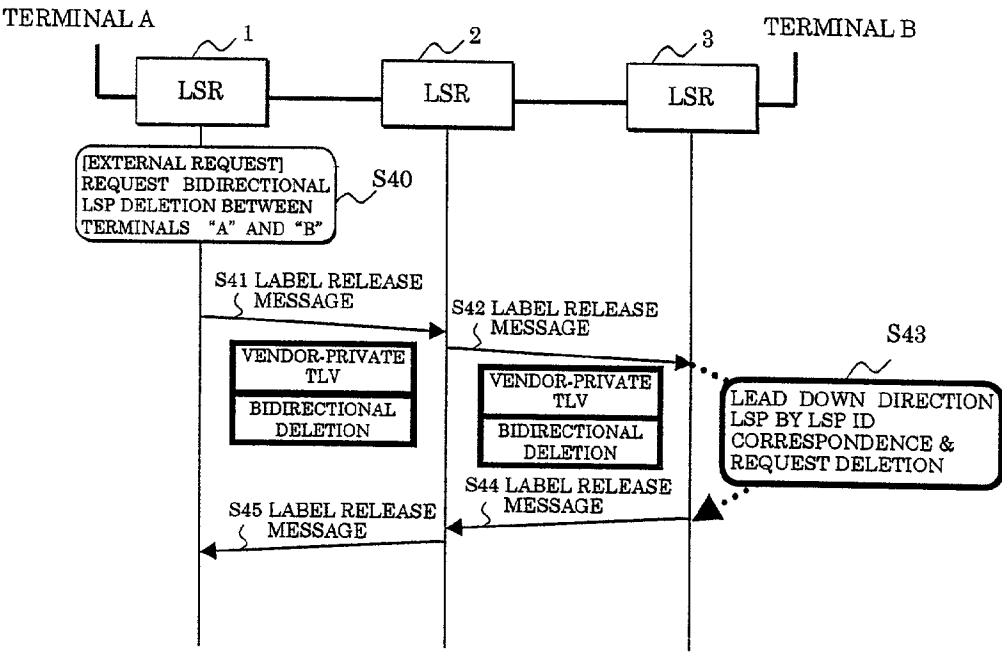 TERMINAL A
TERMINAL B
1
2
3
LSR
LSR
LSR
[EXTERNAL REQUEST]
REQUEST BIDIRECTIONAL
LSP DELETION BETWEEN
TERMINALS "A" AND "B"
S40
S41 LABEL RELEASE
MESSAGE
S42 LABEL RELEASE
MESSAGE
S43
VENDOR-PRIVATE
TLV
BIDIRECTIONAL
DELETION
VENDOR-PRIVATE
TLV
BIDIRECTIONAL
DELETION
LEAD DOWN DIRECTION
LSP BY LSP ID
CORRESPONDENCE &
REQUEST DELETION
S44 LABEL RELEASE
MESSAGE
S45 LABEL RELEASE
MESSAGE